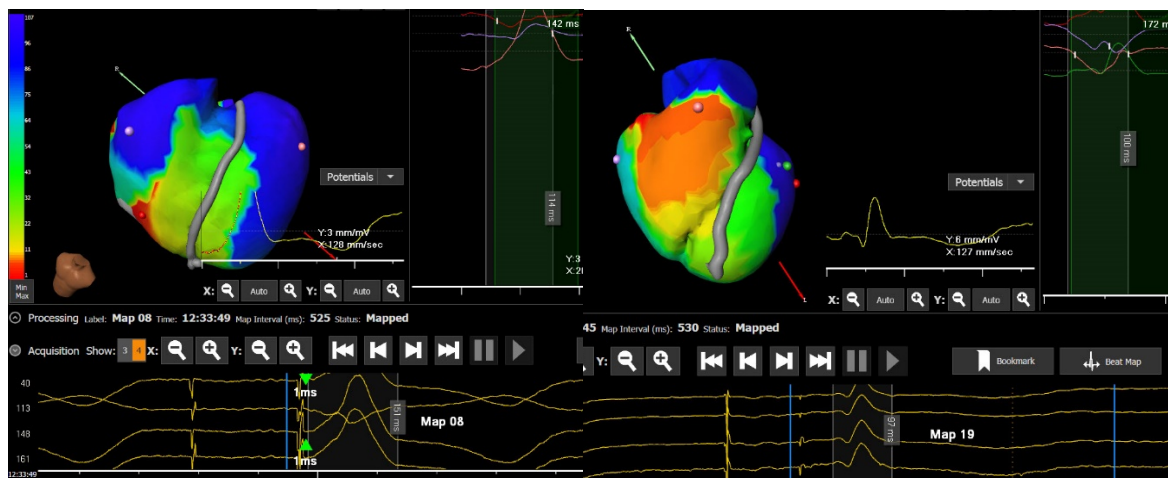 107
96
86
75
64
54
43
32
22
11
1
Min
Max
R
Potentials
Y:3 mm/mV
X:128 mm/sec
X: Auto Y: Auto
142 ms
114 ms
Y:3
Processing Label: Map 08 Time: 12:33:49 Map Interval (ms): 525 Status: Mapped
Acquisition Show: 3 4 X: Y:
40
113
148
161
1ms
1ms
151 ms
Map 08
12:33:49
R
L
Potentials
Y:6 mm/mV
X:127 mm/sec
X: Auto Y: Auto
172 m
100 ms
45 Map Interval (ms): 530 Status: Mapped
Y:
Bookmark
Beat Map
97 ms
Map 19